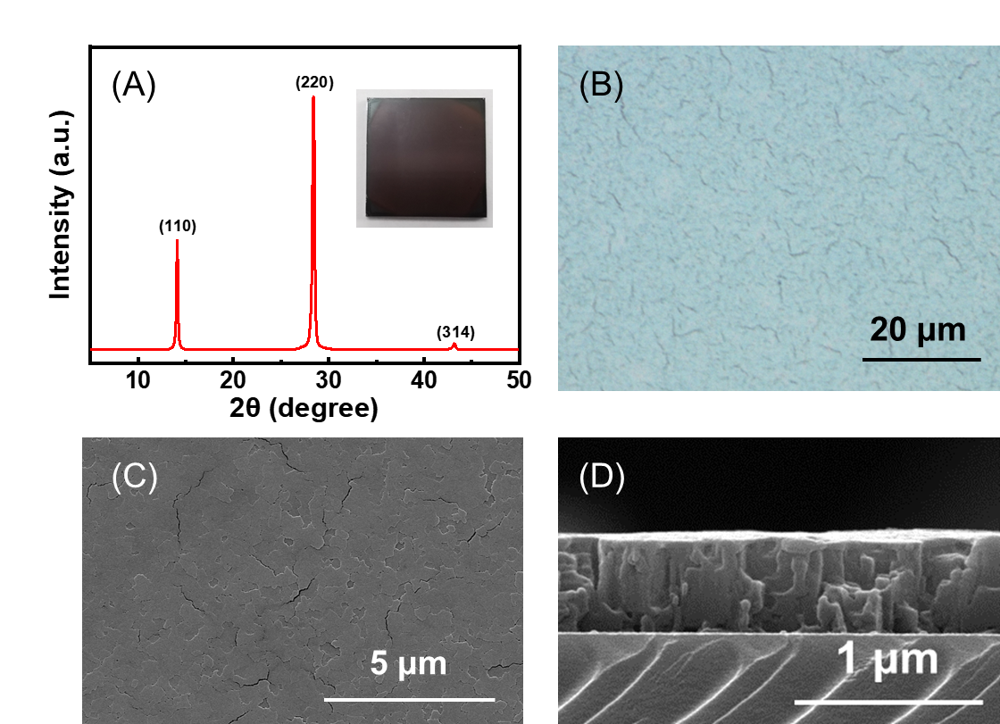 (A)
(220)
(110)
(314)
Intensity (a.u.)
10 20 30 40 50
2θ (degree)
(B)
20 µm
(C)
5 µm
(D)
1 µm